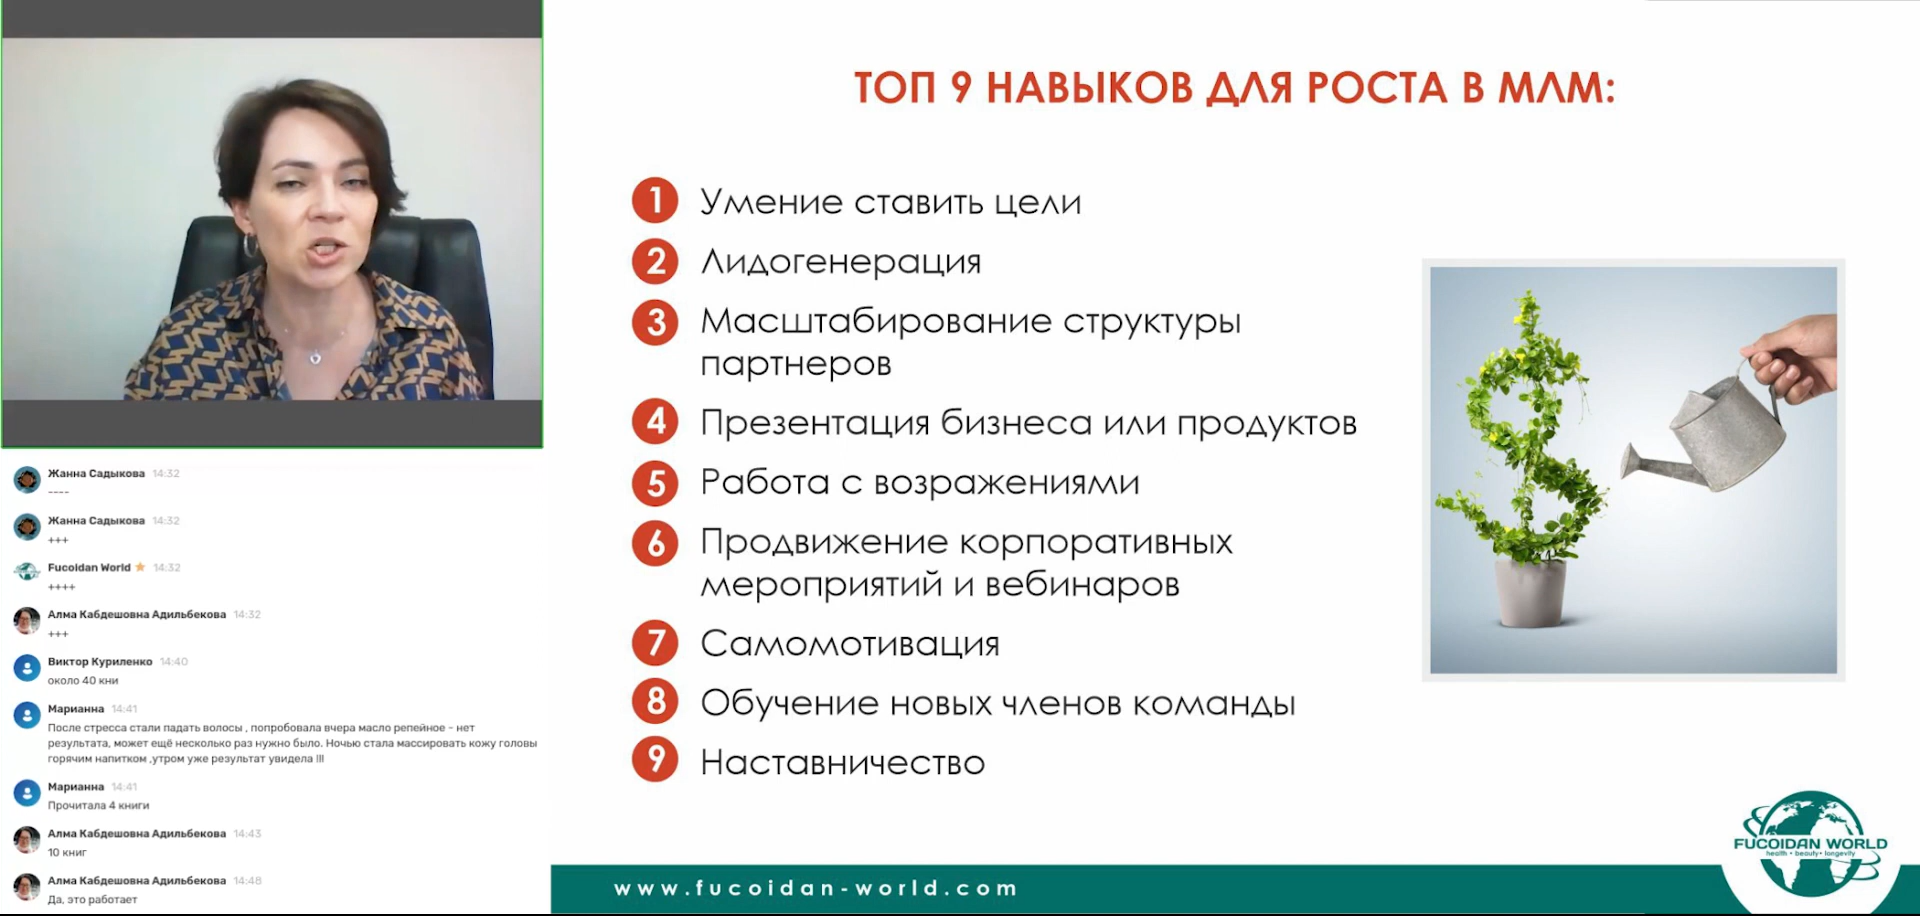 ТОП 9 НАВЫКОВ ДЛЯ РОСТА В МЛМ:
1 Умение ставить цели
2 Лидогенерация
3 Масштабирование структуры
партнеров
4 Презентация бизнеса или продуктов
5 Работа с возражениями
6 Продвижение корпоративных
мероприятий и вебинаров
7 Самомотивация
8 Обучение новых членов команды
9 Наставничество
FUCOIDAN WORLD
health • beauty • longevity
www.fucoidan-world.com
Жанна Садыкова 14:32
----
Жанна Садыкова 14:32
+++
Fucoidan World 14:32
++++
Алма Кабдешовна Адильбекова 14:32
+++
Виктор Куриленко 14:40
около 40 кни
Марианна 14:41
После стресса стали падать волосы , попробовала вчера масло репейное - нет
результата, может ещё несколько раз нужно было. Ночью стала массировать кожу головы
горячим напитком ,утром уже результат увидела !!!
Марианна 14:41
Прочитала 4 книги
Алма Кабдешовна Адильбекова 14:43
10 книг
Алма Кабдешовна Адильбекова 14:48
Да, это работает